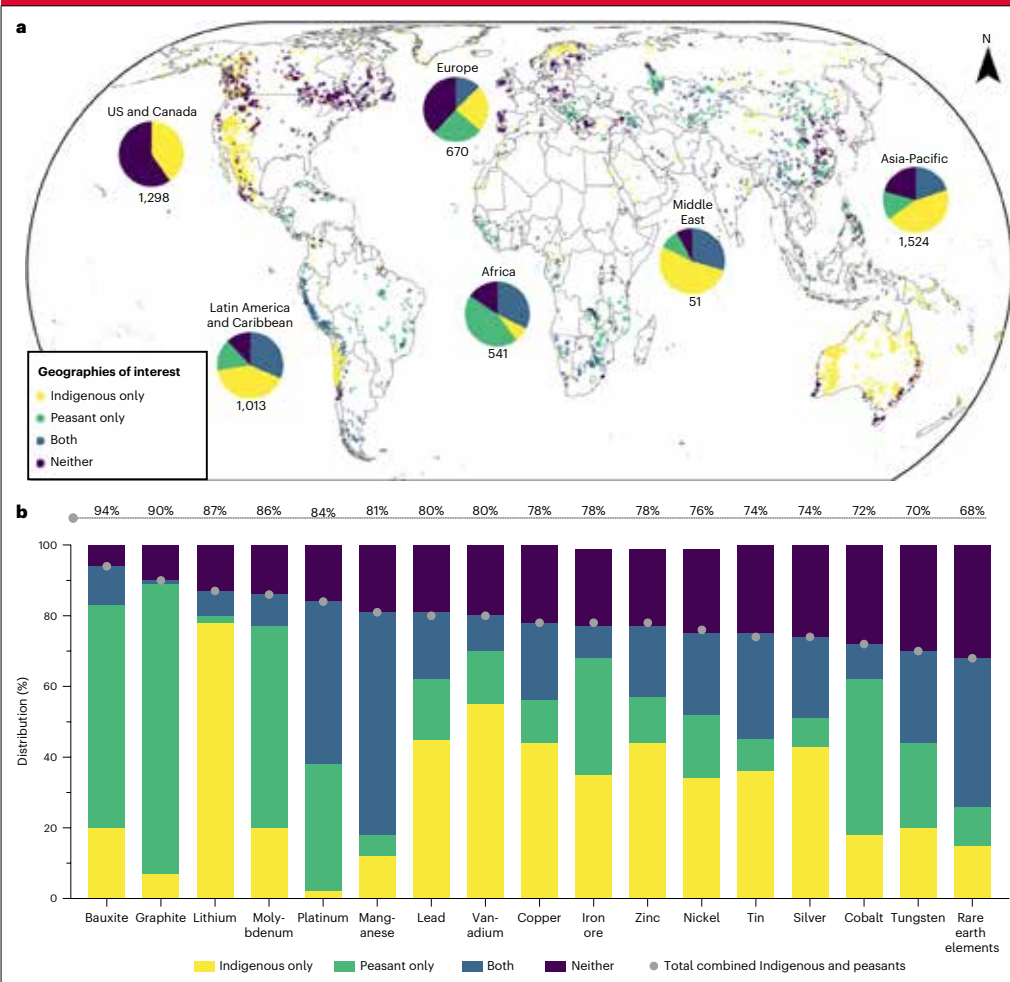 a
N
Europe
670
US and Canada
1,298
Asia-Pacific
1,524
Middle
East
51
Africa
541
Latin America
and Caribbean
1,013
Geographies of interest
Indigenous only
Peasant only
Both
Neither
b
94% 90% 87% 86% 84% 81% 80% 80% 78% 78% 78% 76% 74% 74% 72% 70% 68%
Distribution (%)
100
80
60
40
20
0
Bauxite Graphite Lithium Moly- Platinum Mang- Lead Van- Copper Iron Zinc Nickel Tin Silver Cobalt Tungsten Rare
bdenum anese adium ore earth
elements
Indigenous only Peasant only Both Neither Total combined Indigenous and peasants